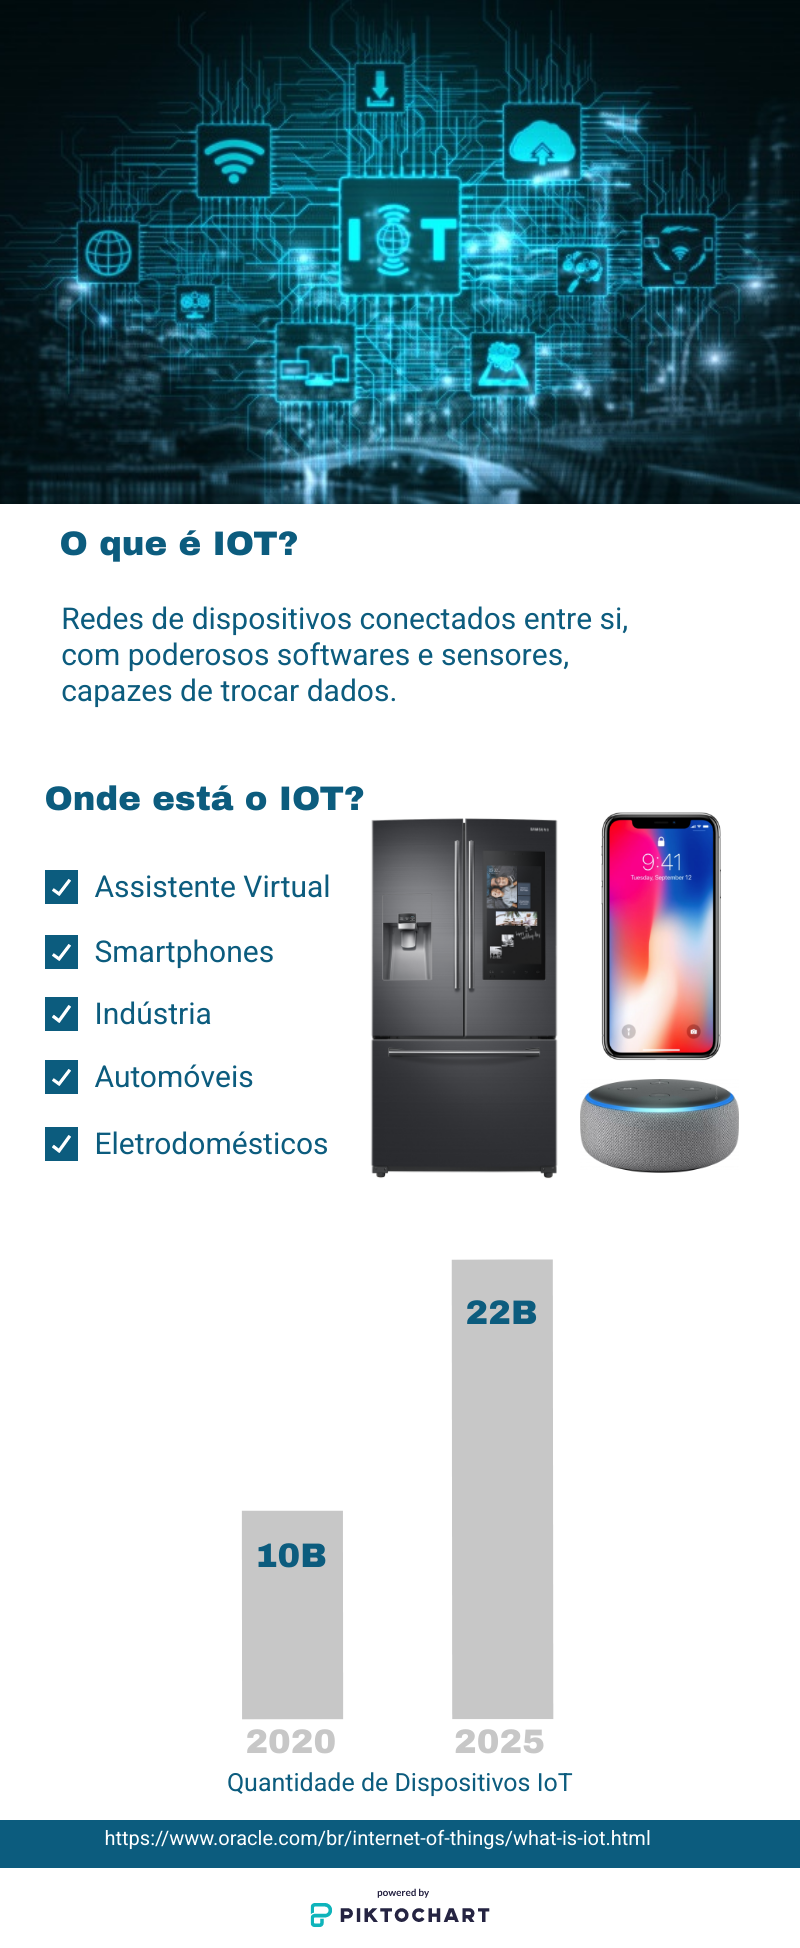 IOT
O que é IOT?
Redes de dispositivos conectados entre si,
com poderosos softwares e sensores,
capazes de trocar dados.
Onde está o IOT?
Assistente Virtual
Smartphones
Indústria
Automóveis
Eletrodomésticos
SAMSUNG
9:41
Tuesday, September 12
22B
10B
2020
2025
Quantidade de Dispositivos IoT
https://www.oracle.com/br/internet-of-things/what-is-iot.html
powered by
PIKTOCHART